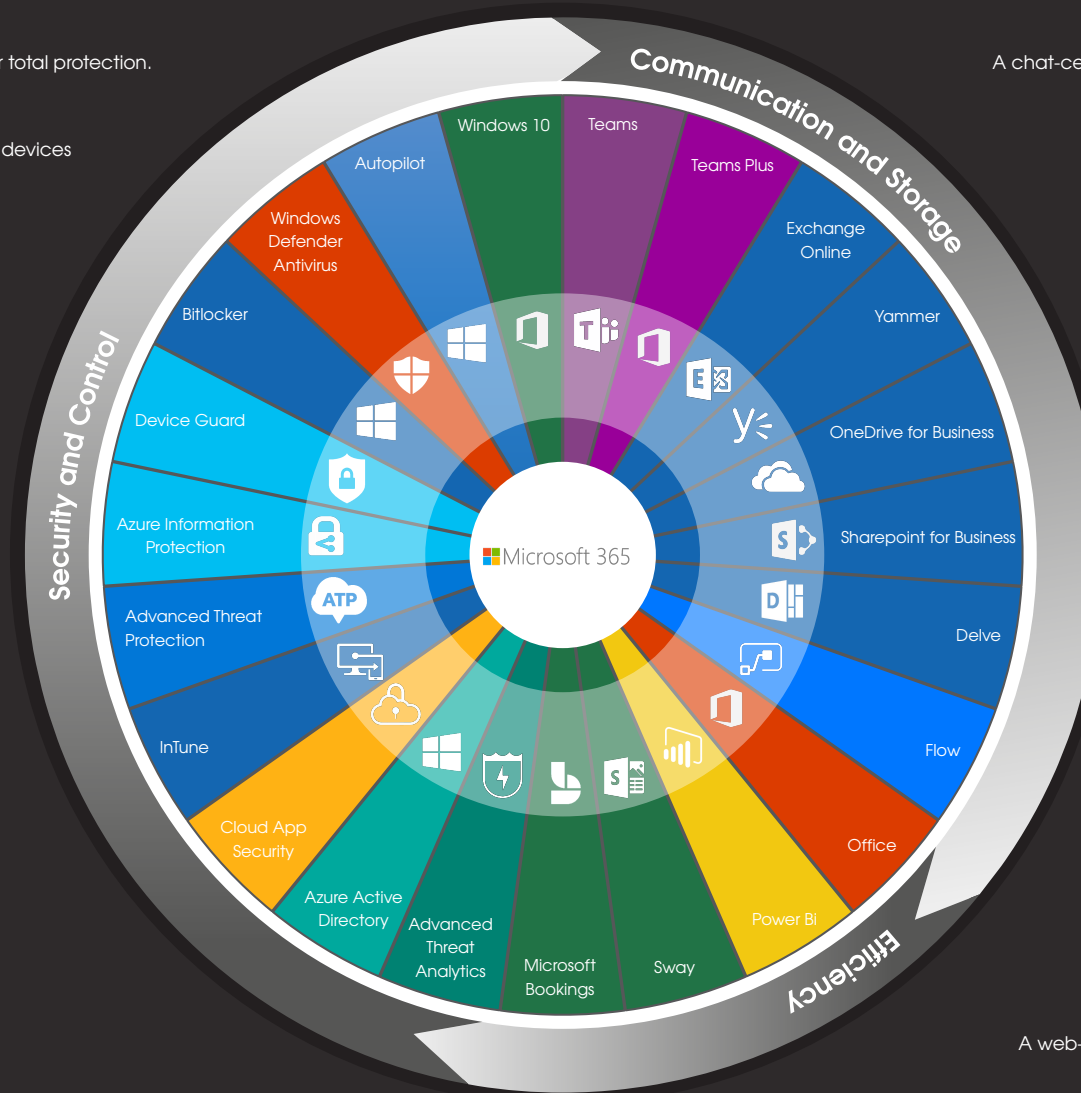 r total protection.
devices
A chat-ce
A web-
Communication and Storage
Efficiency
Security and Control
Windows 10
Teams
Teams Plus
Exchange
Online
Yammer
OneDrive for Business
Sharepoint for Business
Delve
Flow
Office
Power BI
Sway
Microsoft
Bookings
Advanced
Threat
Analytics
Azure Active
Directory
Cloud App
Security
InTune
Advanced Threat
Protection
Azure Information
Protection
Device Guard
Bitlocker
Windows
Defender
Antivirus
Autopilot
T
E
D
S
S
ATP
Microsoft 365